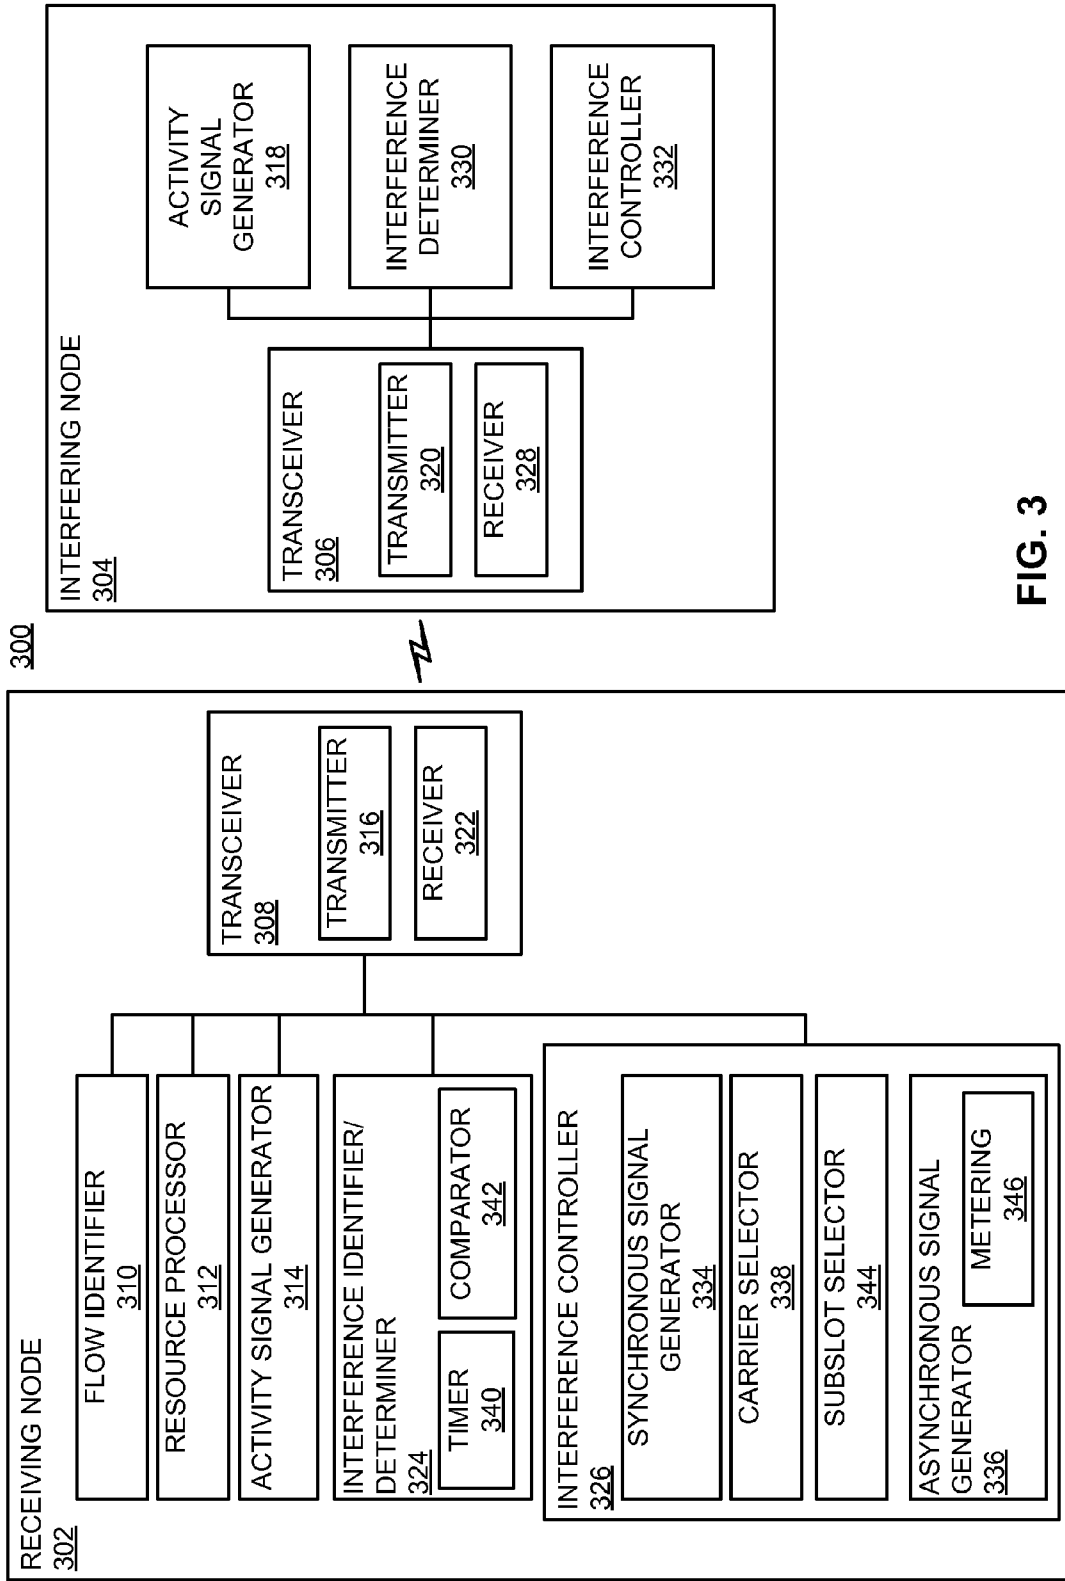 300
RECEIVING NODE
302
FLOW IDENTIFIER
310
RESOURCE PROCESSOR
312
ACTIVITY SIGNAL GENERATOR
314
INTERFERENCE IDENTIFIER/
DETERMINER
324
TIMER
340
COMPARATOR
342
INTERFERENCE CONTROLLER
326
SYNCHRONOUS SIGNAL
GENERATOR
334
CARRIER SELECTOR
338
SUBSLOT SELECTOR
344
ASYNCHRONOUS SIGNAL
GENERATOR
336
METERING
346
TRANSCEIVER
308
TRANSMITTER
316
RECEIVER
322
INTERFERING NODE
304
TRANSCEIVER
306
TRANSMITTER
320
RECEIVER
328
ACTIVITY
SIGNAL
GENERATOR
318
INTERFERENCE
DETERMINER
330
INTERFERENCE
CONTROLLER
332
FIG. 3